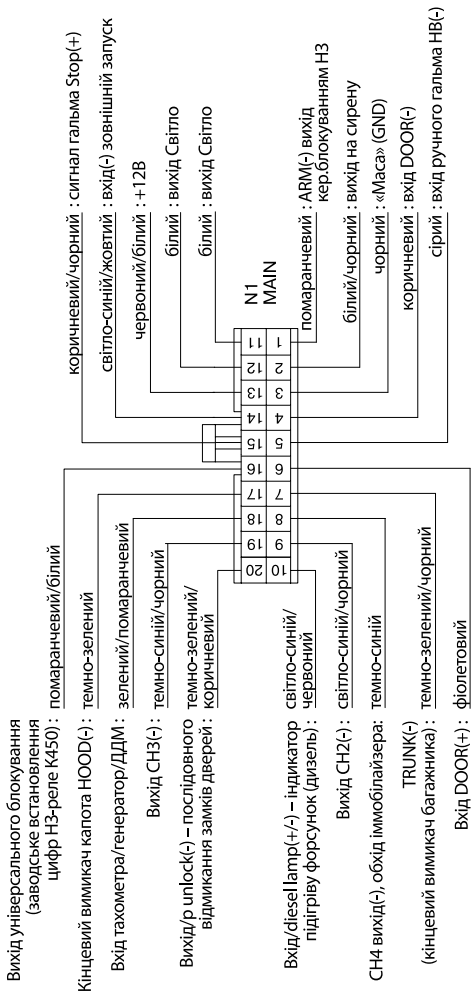 коричневий/чорний : сигнал гальма Stop(+)
світло-синій/жовтий : вхід(-) зовнішній запуск
червоний/білий : +12В
білий : вихід Світло
білий : вихід Світло
N1
MAIN
помаранчевий : ARM(-) вихід
кер.блокуванням НЗ
білий/чорний : вихід на сирену
чорний : «Маса» (GND)
коричневий : вхід DOOR(-)
сірий : вхід ручного гальма HB(-)
20 19 18 17 16 15 14 13 12 11
10 9 8 7 6 5 4 3 2 1
Вихід універсального блокування
(заводське встановлення
цифр НЗ-реле К450) : помаранчевий/білий
Кінцевий вимикач капота HOOD(-) : темно-зелений
Вхід тахометра/генератор/ДДМ : зелений/помаранчевий
Вихід CH3(-) : темно-синій/чорний
Вихід/p unlock(-) – послідовного
відмикання замків дверей :
темно-зелений/
коричневий
Вхід/diesel lamp(+/-) – індикатор
підігріву форсунок (дизель) :
світло-синій/
червоний
Вихід CH2(-) : світло-синій/чорний
CH4 вихід(-), обхід іммобілайзера: темно-синій
TRUNK(-)
(кінцевий вимикач багажника) : темно-зелений/чорний
Вхід DOOR(+) : фіолетовий